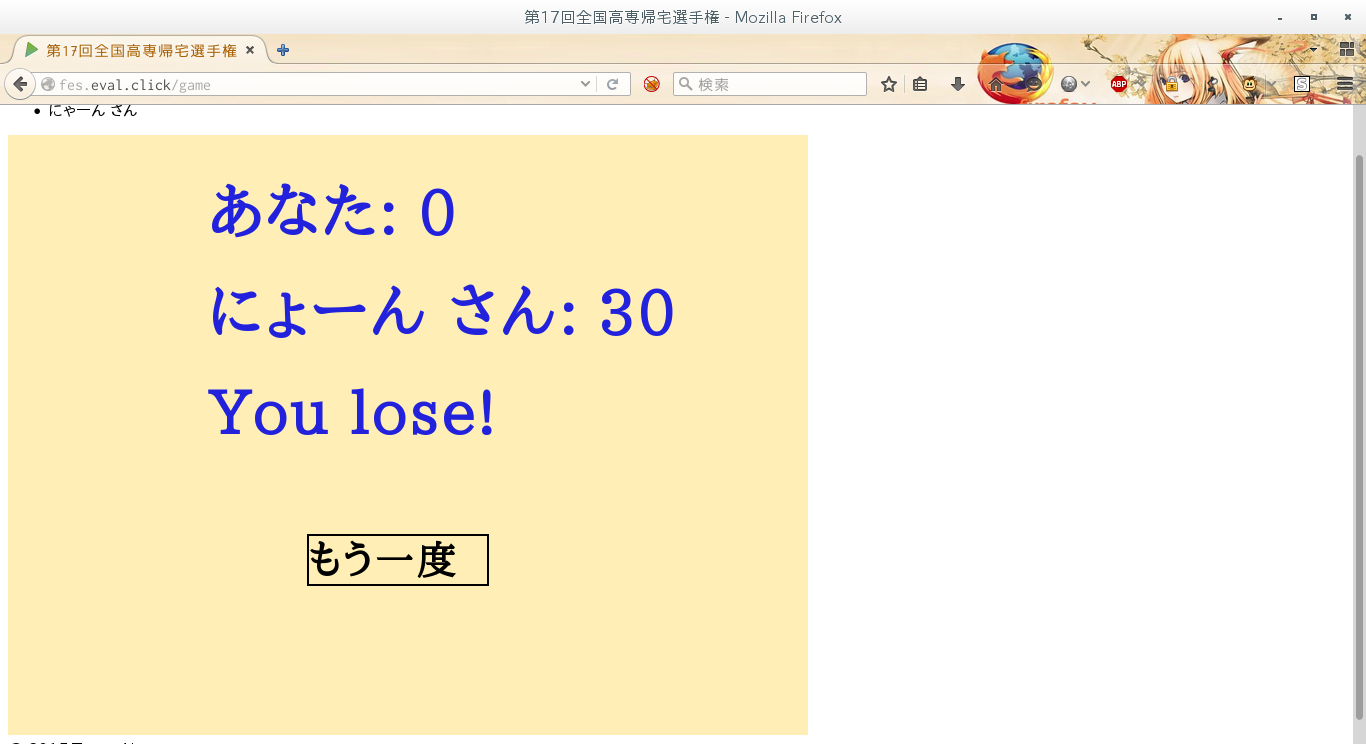 第17回全国高専帰宅選手権 - Mozilla Firefox
第17回全国高専帰宅選手権
fes.eval.click/game
検索
ABP
S
にゃーん さん
あなた: 0
にょーん さん: 30
You lose!
もう一度